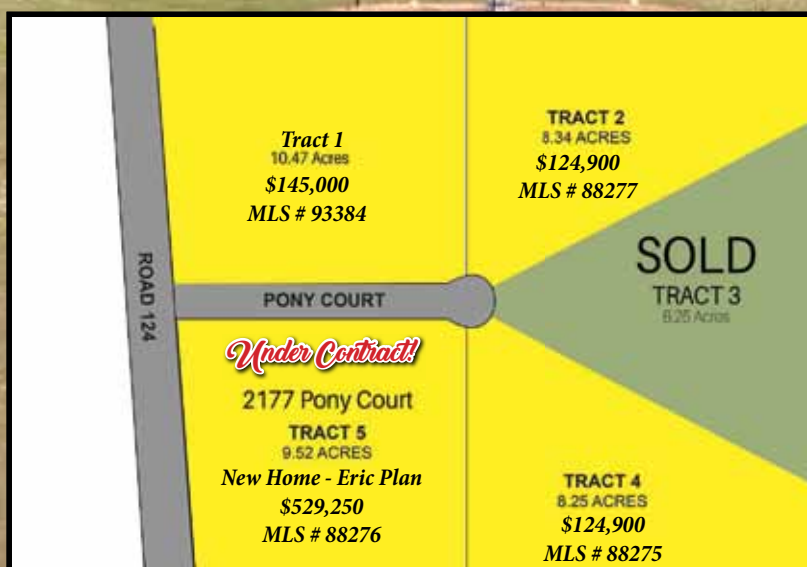 Tract 1
10.47 Acres
$145,000
MLS # 93384
TRACT 2
8.34 ACRES
$124,900
MLS # 88277
SOLD
TRACT 3
6.25 Acres
ROAD 124
PONY COURT
Under Contract!
2177 Pony Court
TRACT 5
9.52 ACRES
New Home - Eric Plan
$529,250
MLS # 88276
TRACT 4
8.25 ACRES
$124,900
MLS # 88275